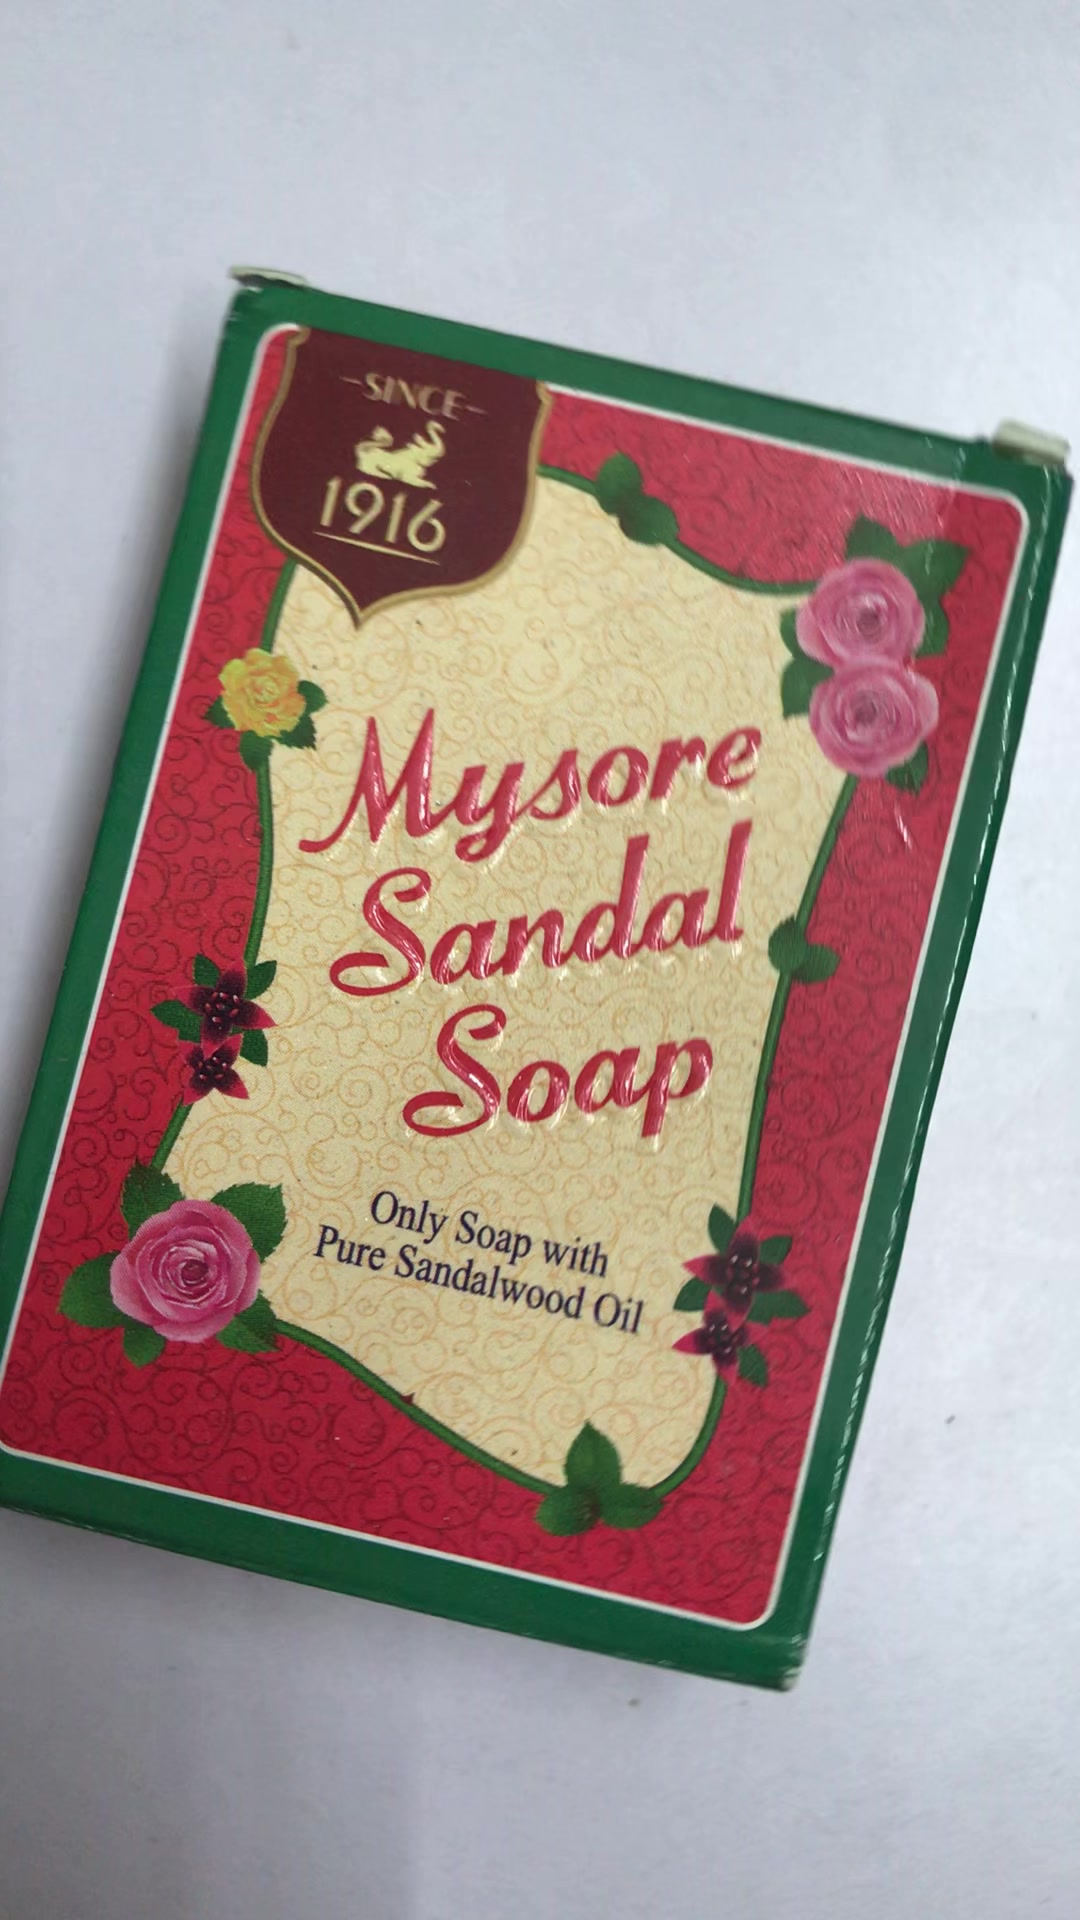 -SINCE-
1916
Mysore
Sandal
Soap
Only Soap with
Pure Sandalwood Oil